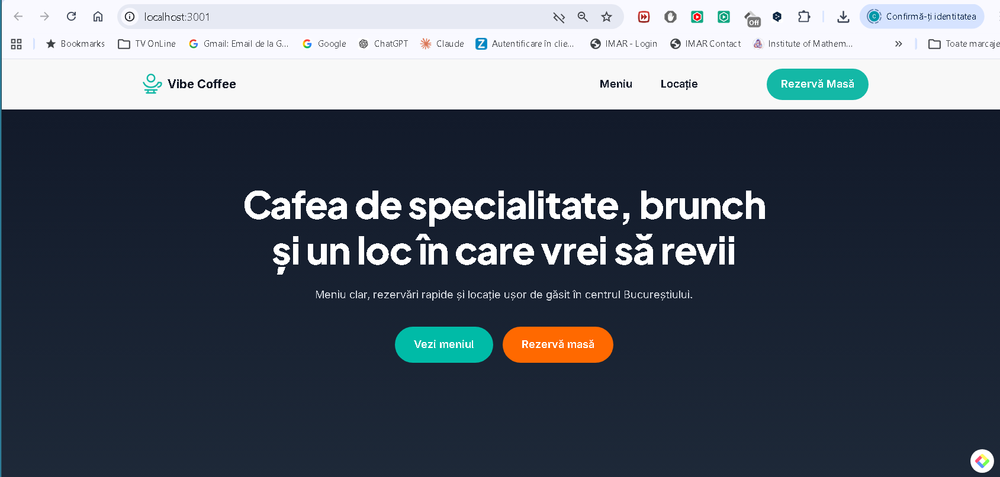 localhost:3001
Off
C Confirmă-ți identitatea
Bookmarks TV OnLine Gmail: Email de la G... Google ChatGPT Claude Z Autentificare în clie... IMAR - Login IMAR Contact Institute of Mathem... » Toate marcaje
Vibe Coffee Meniu Locație Rezervă Masă
Cafea de specialitate, brunch
și un loc în care vrei să revii
Meniu clar, rezervări rapide și locație ușor de găsit în centrul Bucureștiului.
Vezi meniul Rezervă masă